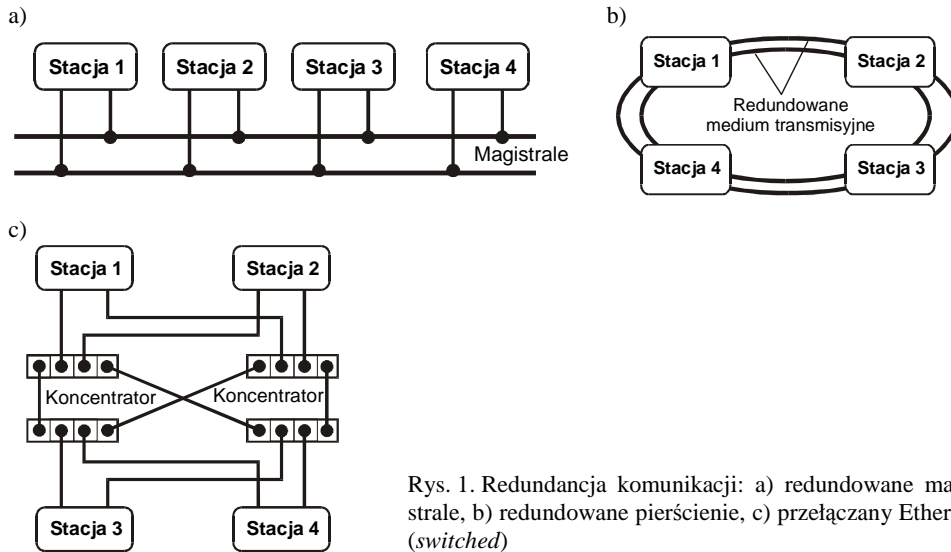 a)
Stacja 1 Stacja 2 Stacja 3 Stacja 4
Magistrale
b)
Stacja 1 Stacja 2
Redundowane
medium transmisyjne
Stacja 4 Stacja 3
c)
Stacja 1 Stacja 2
Koncentrator Koncentrator
Stacja 3 Stacja 4
Rys. 1. Redundancja komunikacji: a) redundowane ma
strale, b) redundowane pierścienie, c) przełączany Ether
(switched)